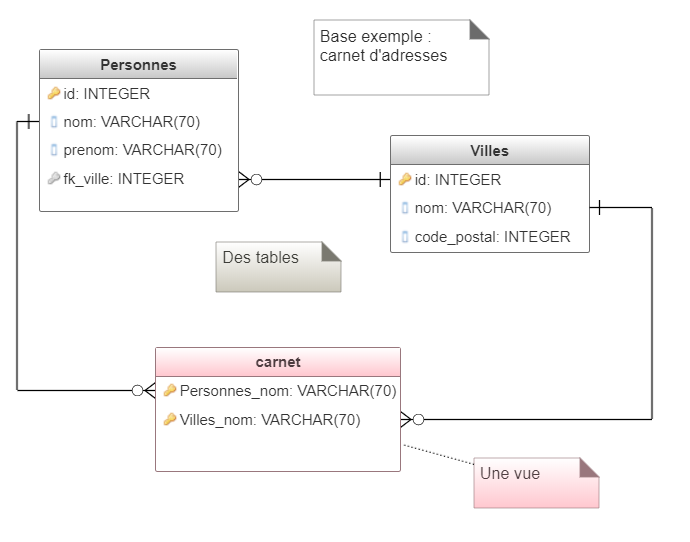 Base exemple :
carnet d'adresses
Personnes
id: INTEGER
nom: VARCHAR(70)
prenom: VARCHAR(70)
fk_ville: INTEGER
Villes
id: INTEGER
nom: VARCHAR(70)
code_postal: INTEGER
Des tables
carnet
Personnes_nom: VARCHAR(70)
Villes_nom: VARCHAR(70)
Une vue